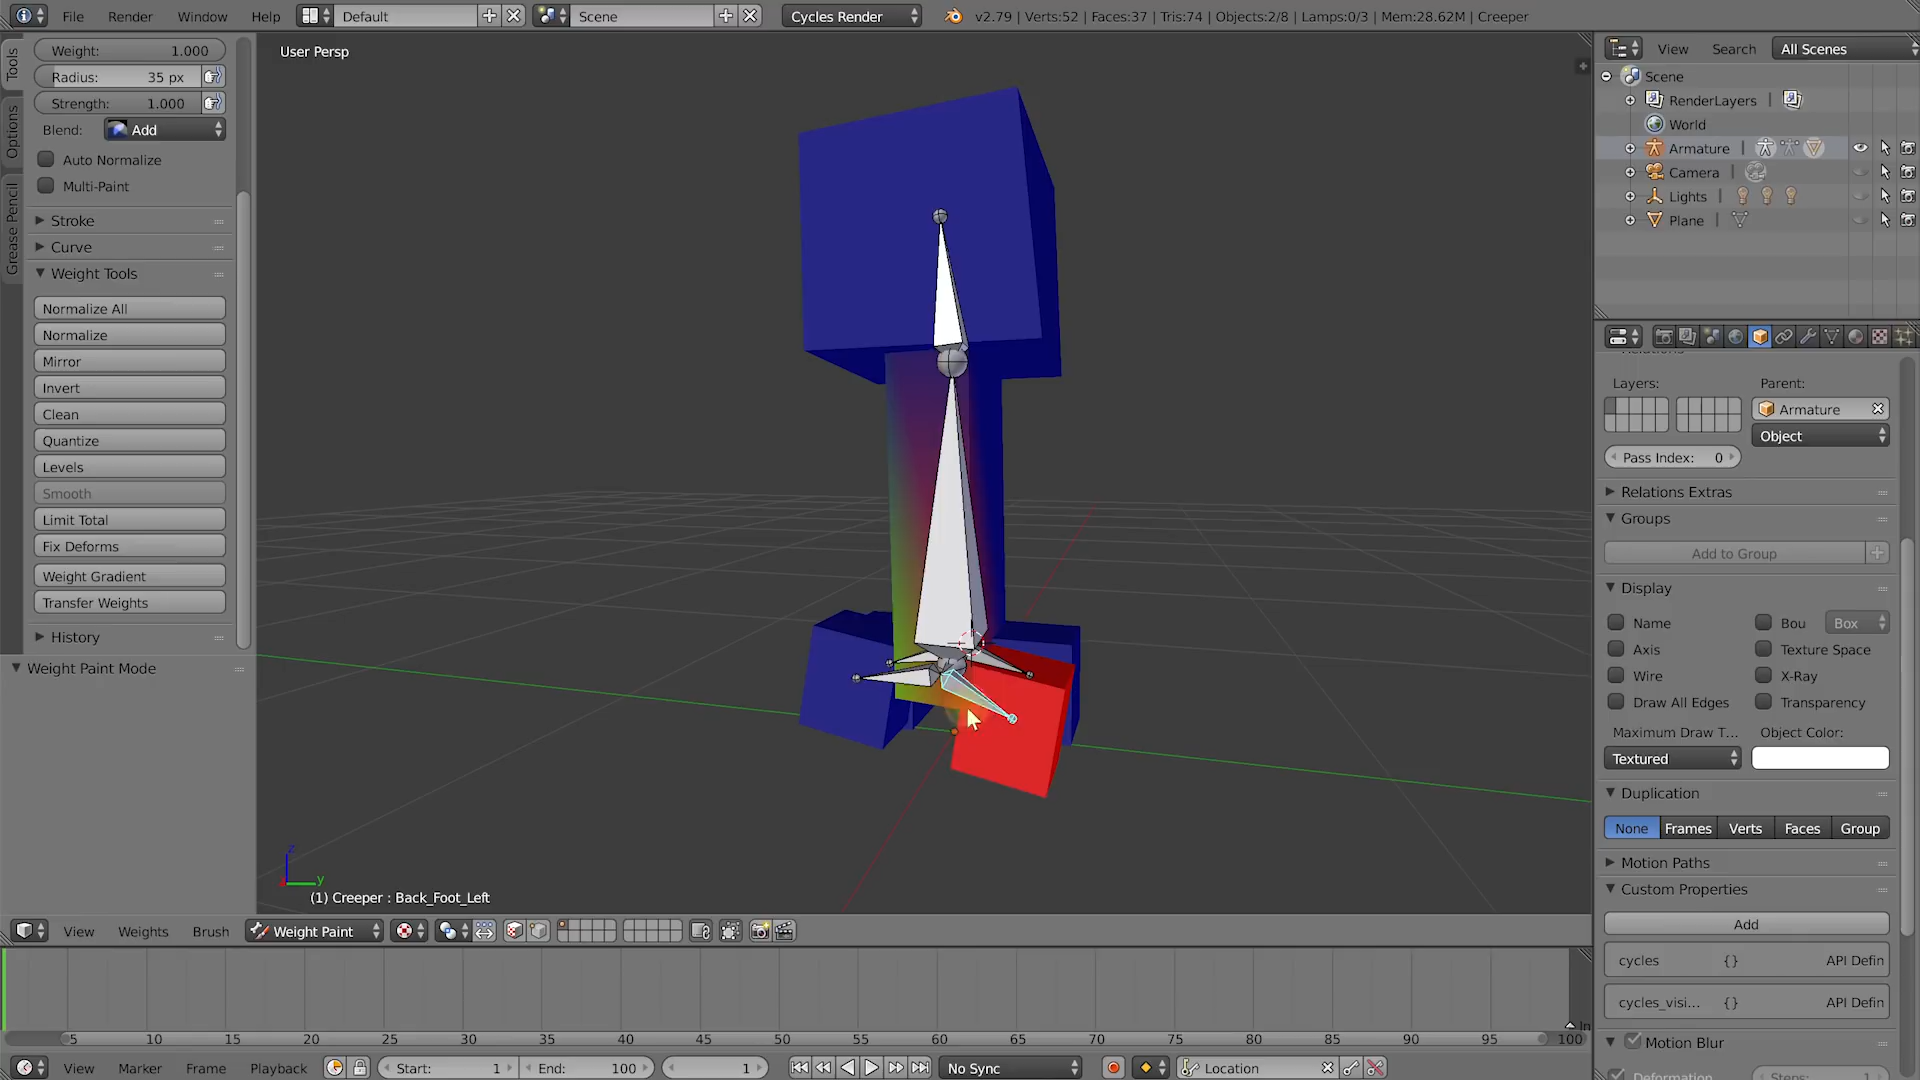 File Render Window Help Default Scene Cycles Render v2.79 | Verts:52 | Faces:37 | Tris:74 | Objects:2/8 | Lamps:0/3 | Mem:28.62M | Creeper
Tools
Options
Grease Pencil
Weight: 1.000
Radius: 35 px
Strength: 1.000
Blend: Add
Auto Normalize
Multi-Paint
Stroke
Curve
Weight Tools
Normalize All
Normalize
Mirror
Invert
Clean
Quantize
Levels
Smooth
Limit Total
Fix Deforms
Weight Gradient
Transfer Weights
History
Weight Paint Mode
User Persp
z
y
(1) Creeper : Back_Foot_Left
View Weights Brush Weight Paint
View Search All Scenes
Scene
RenderLayers
World
Armature
Camera
Lights
Plane
Layers: Parent:
Armature
Object
Pass Index: 0
Relations Extras
Groups
Add to Group
Display
Name Bou Box
Axis Texture Space
Wire X-Ray
Draw All Edges Transparency
Maximum Draw T... Object Color:
Textured
Duplication
None Frames Verts Faces Group
Motion Paths
Custom Properties
Add
cycles {} API Defin
cycles_visi... {} API Defin
Motion Blur
Deformation Steps: 1
5 10 15 20 25 30 35 40 45 50 55 60 65 70 75 80 85 90 95 100
View Marker Frame Playback Start: 1 End: 100 1 No Sync Location